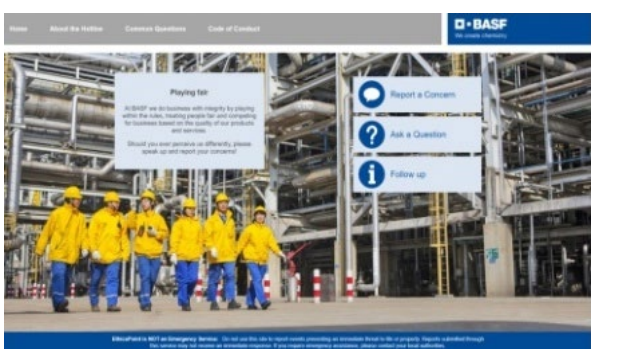 Home About the Hotline Common Questions Code of Conduct
BASF
We create chemistry
Playing fair
At BASF we do business with integrity by playing
within the rules, treating people fair and competing
for business based on the quality of our products
and services.
Should you ever perceive us differently, please
speak up and report your concerns!
Report a Concern
Ask a Question
Follow up
EthicsPoint is NOT an Emergency Service. Do not use this site to report events presenting an immediate threat to life or property. Reports submitted through
this service may not receive an immediate response. If you require emergency assistance, please contact your local authorities.